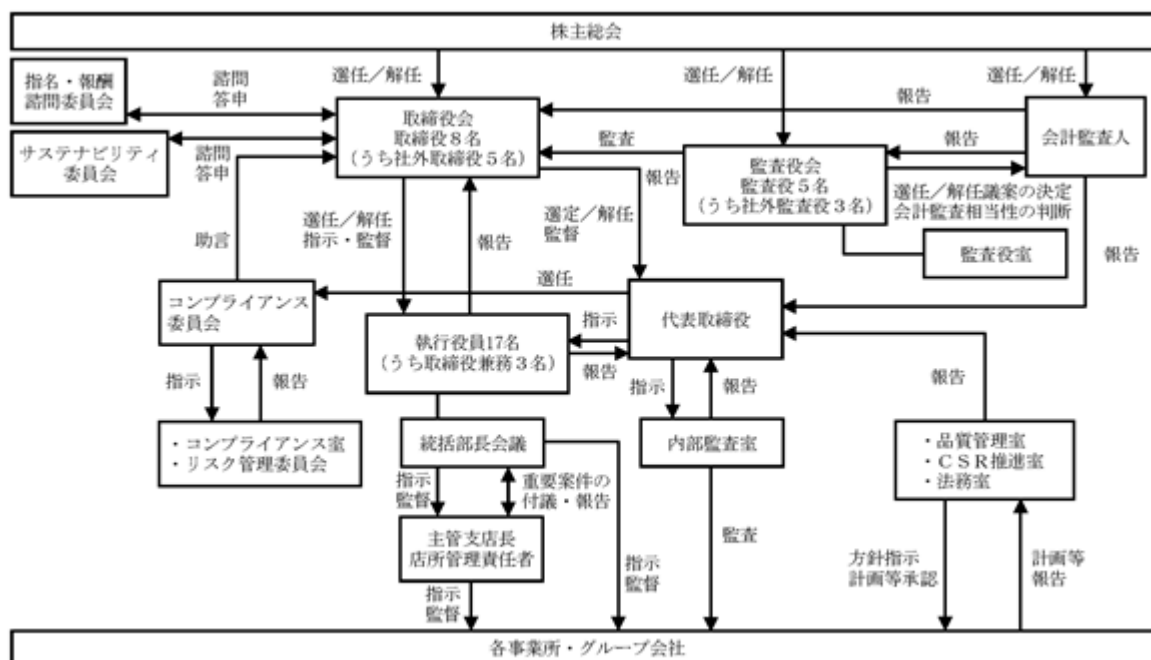 株主総会
指名・報酬
諮問委員会
諮問
答申
選任／解任
選任／解任
選任／解任
取締役会
取締役８名
（うち社外取締役５名）
報告
会計監査人
サステナビリティ
委員会
諮問
答申
監査
報告
監査役会
監査役５名
（うち社外監査役３名）
選任／解任議案の決定
会計監査相当性の判断
報告
助言
選任／解任
指示・監督
報告
選定／解任
監督
監査役室
報告
コンプライアンス
委員会
選任
代表取締役
執行役員17名
（うち取締役兼務３名）
指示
報告
指示
報告
指示
報告
報告
・コンプライアンス室
・リスク管理委員会
統括部長会議
内部監査室
・品質管理室
・ＣＳＲ推進室
・法務室
指示
監督
重要案件の
付議・報告
主管支店長
店所管理責任者
監査
方針指示
計画等承認
計画等
報告
指示
監督
指示
監督
各事業所・グループ会社